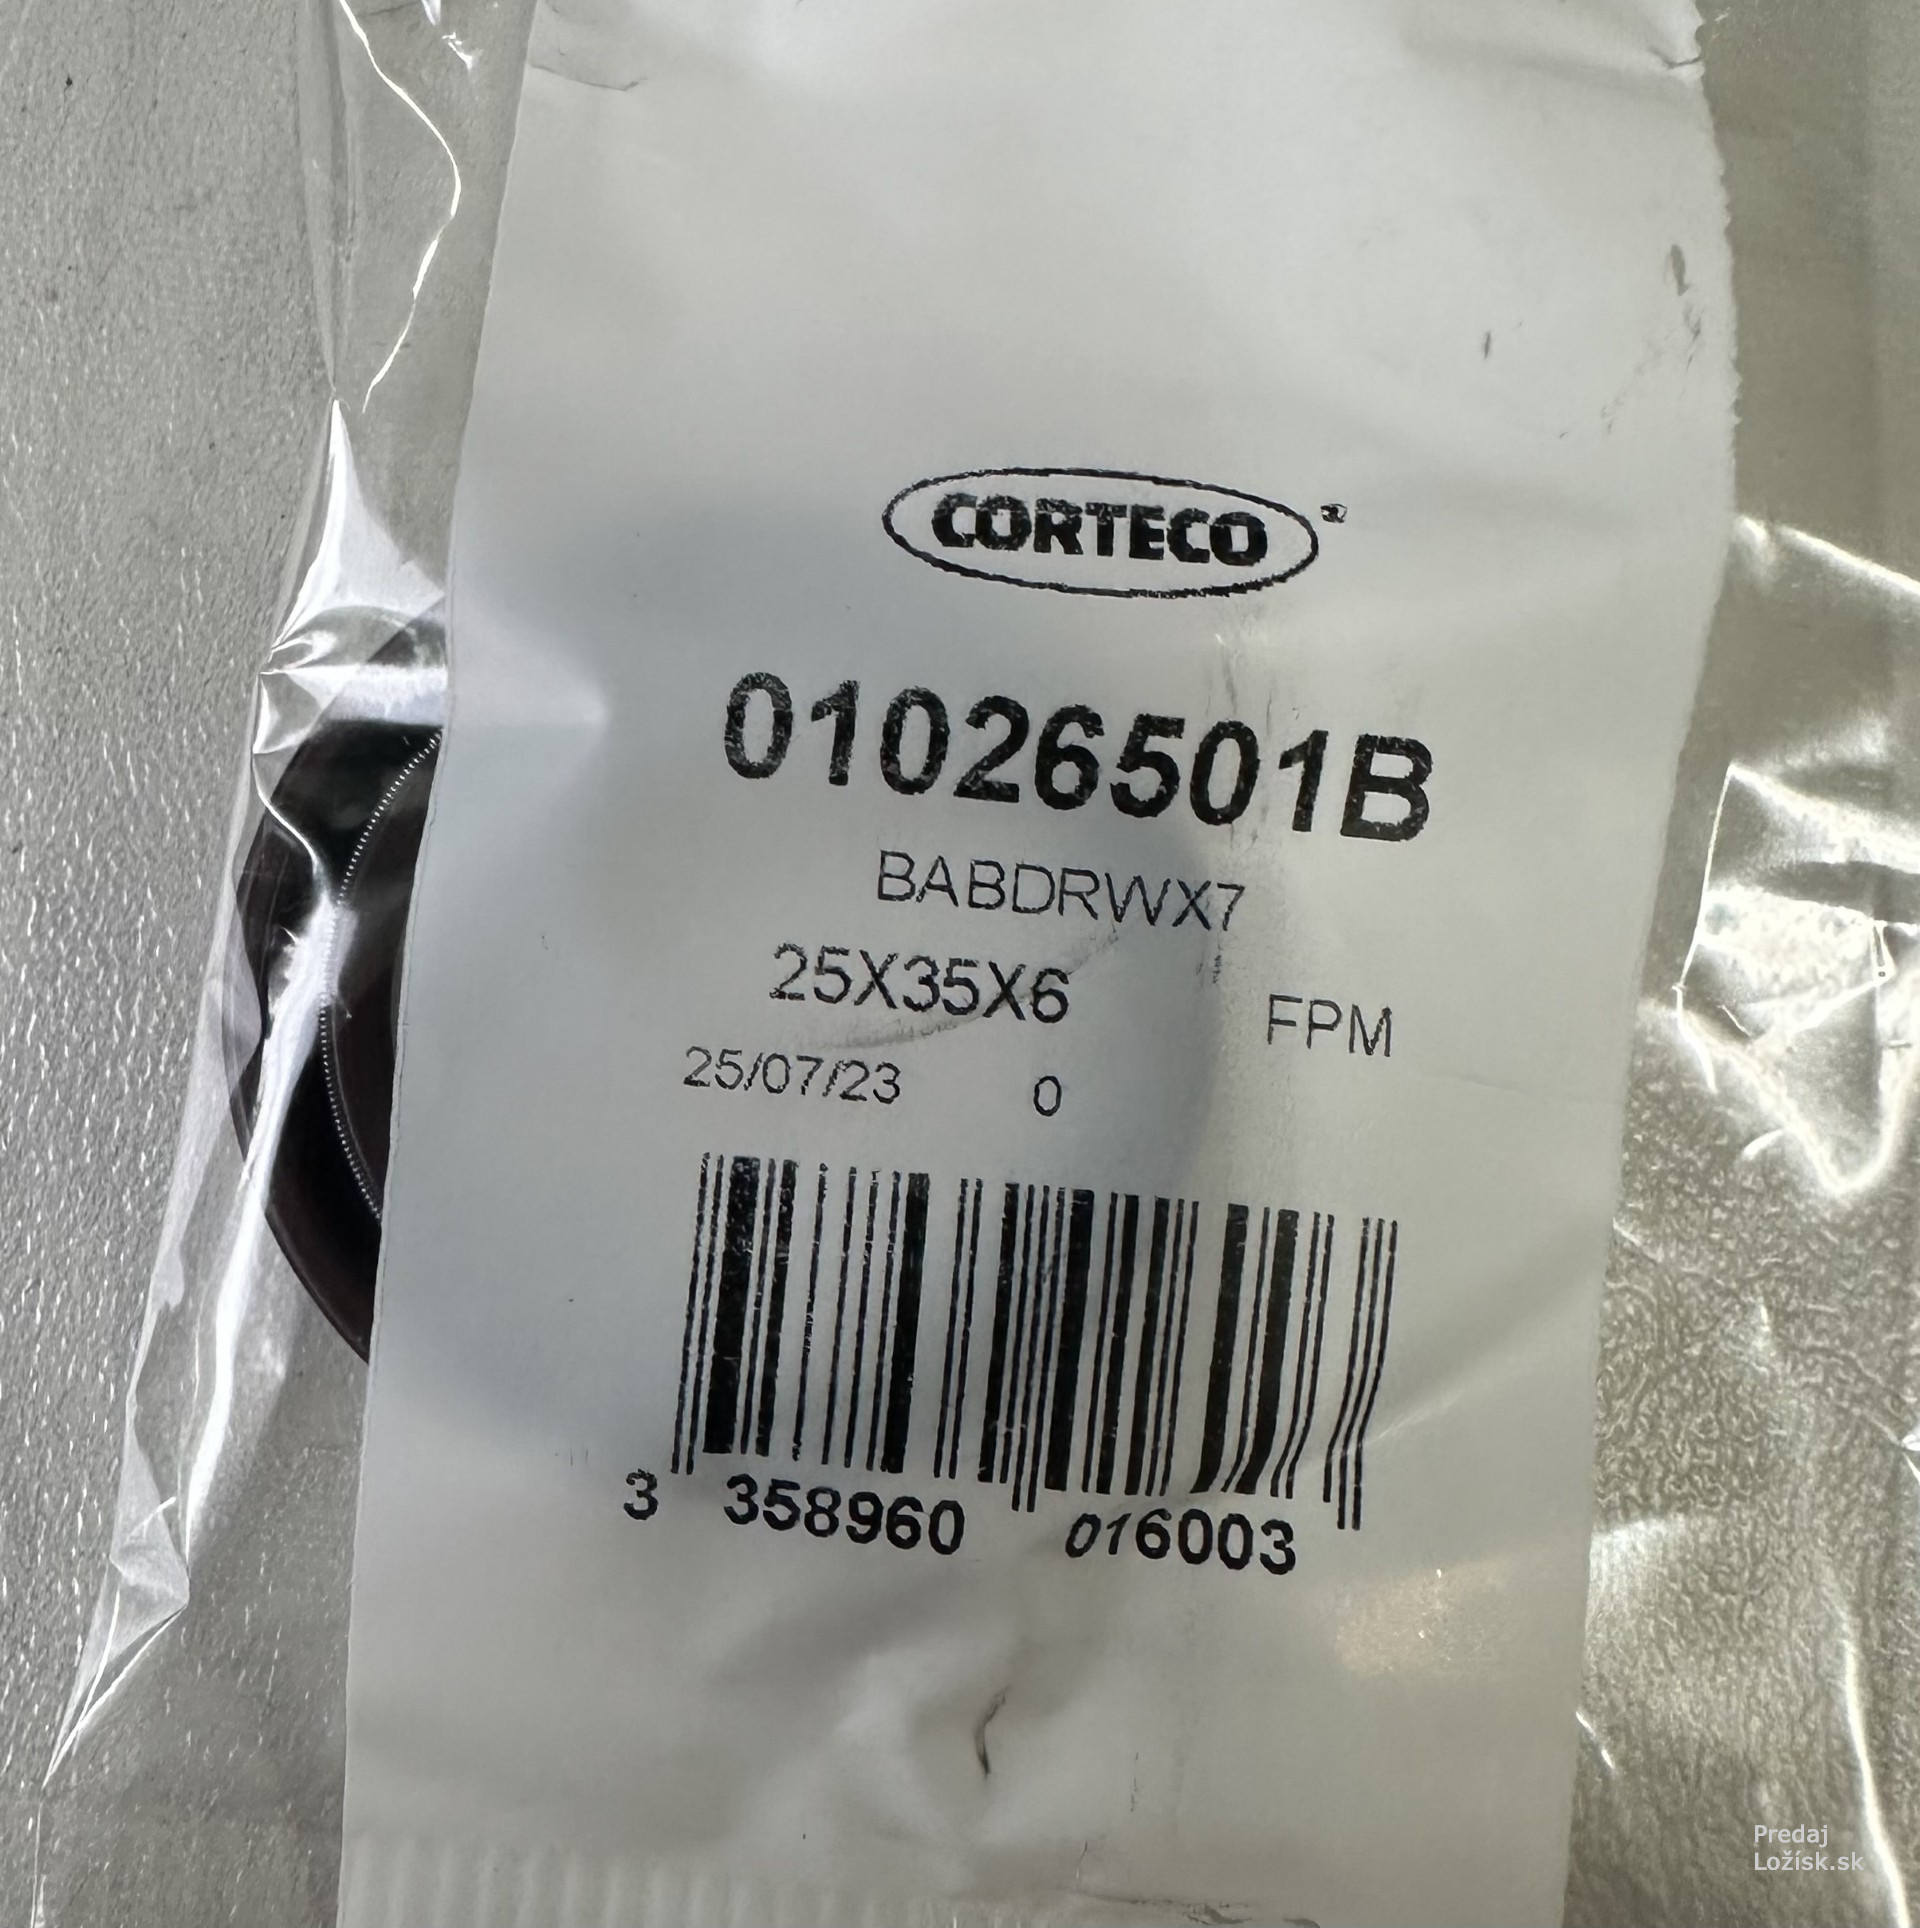 CORTECO®
01026501B
BABDRWX7
25X35X6 FPM
25/07/23 0
3 358960 016003
Predaj
Ložísk.sk